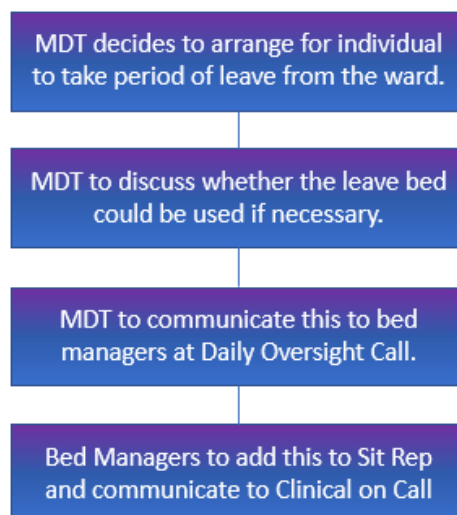 MDT decides to arrange for individual
to take period of leave from the ward.
MDT to discuss whether the leave bed
could be used if necessary.
MDT to communicate this to bed
managers at Daily Oversight Call.
Bed Managers to add this to Sit Rep
and communicate to Clinical on Call